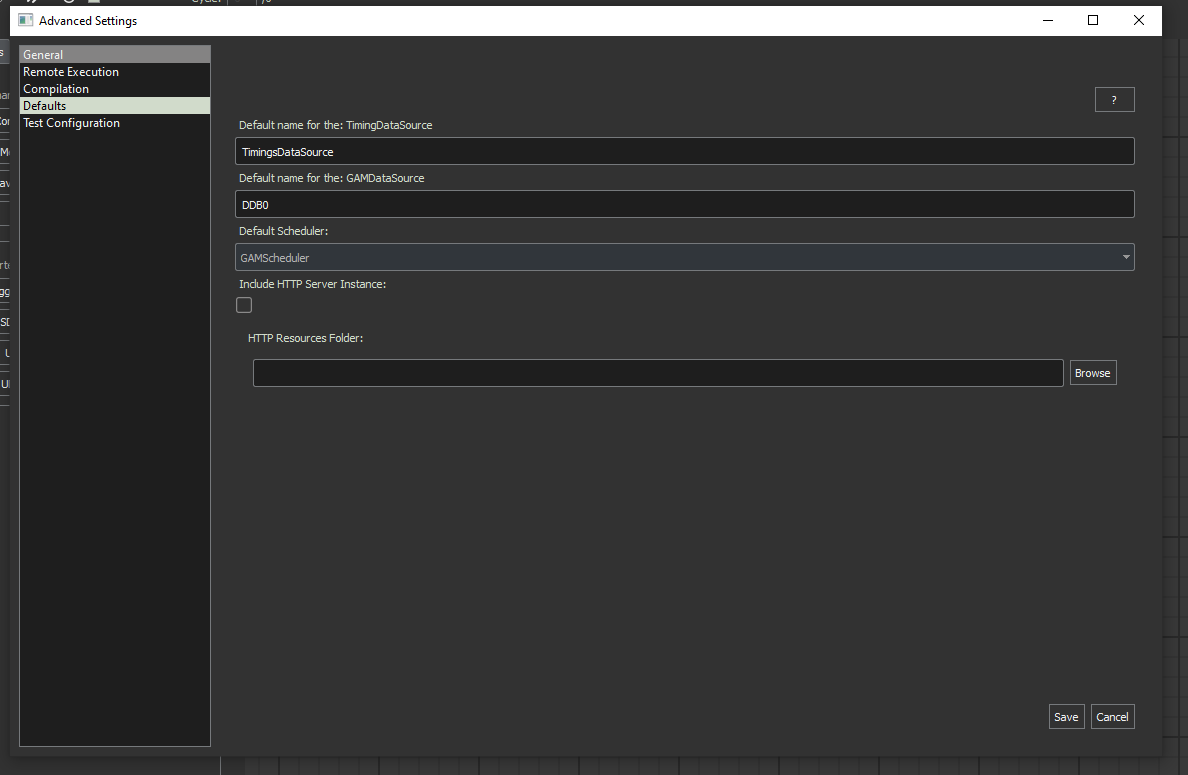 Advanced Settings
General
Remote Execution
Compilation
Defaults
Test Configuration
?
Default name for the: TimingDataSource
TimingsDataSource
Default name for the: GAMDataSource
DDB0
Default Scheduler:
GAMScheduler
Include HTTP Server Instance:
HTTP Resources Folder:
Browse
Save
Cancel